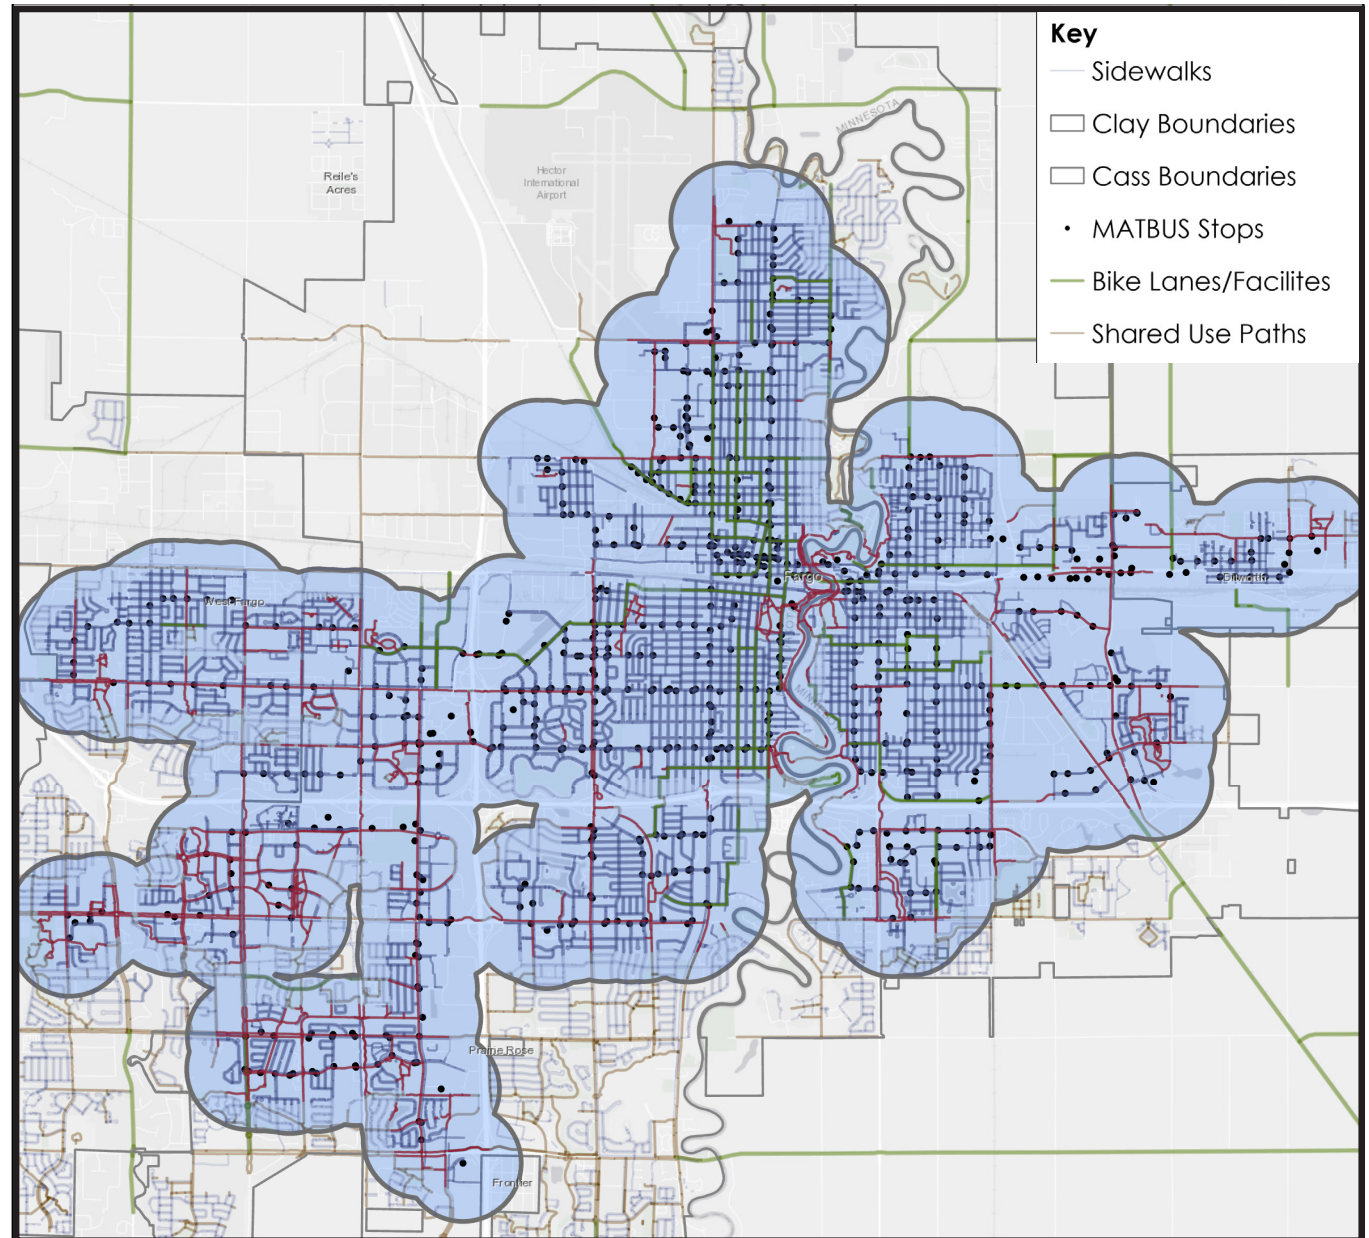 Key
Sidewalks
Clay Boundaries
Cass Boundaries
MATBUS Stops
Bike Lanes/Facilites
Shared Use Paths
MINNESOTA
Hector
International
Airport
Reile's
Acres
Fargo
Dilworth
West Fargo
Prairie Rose
Frontier